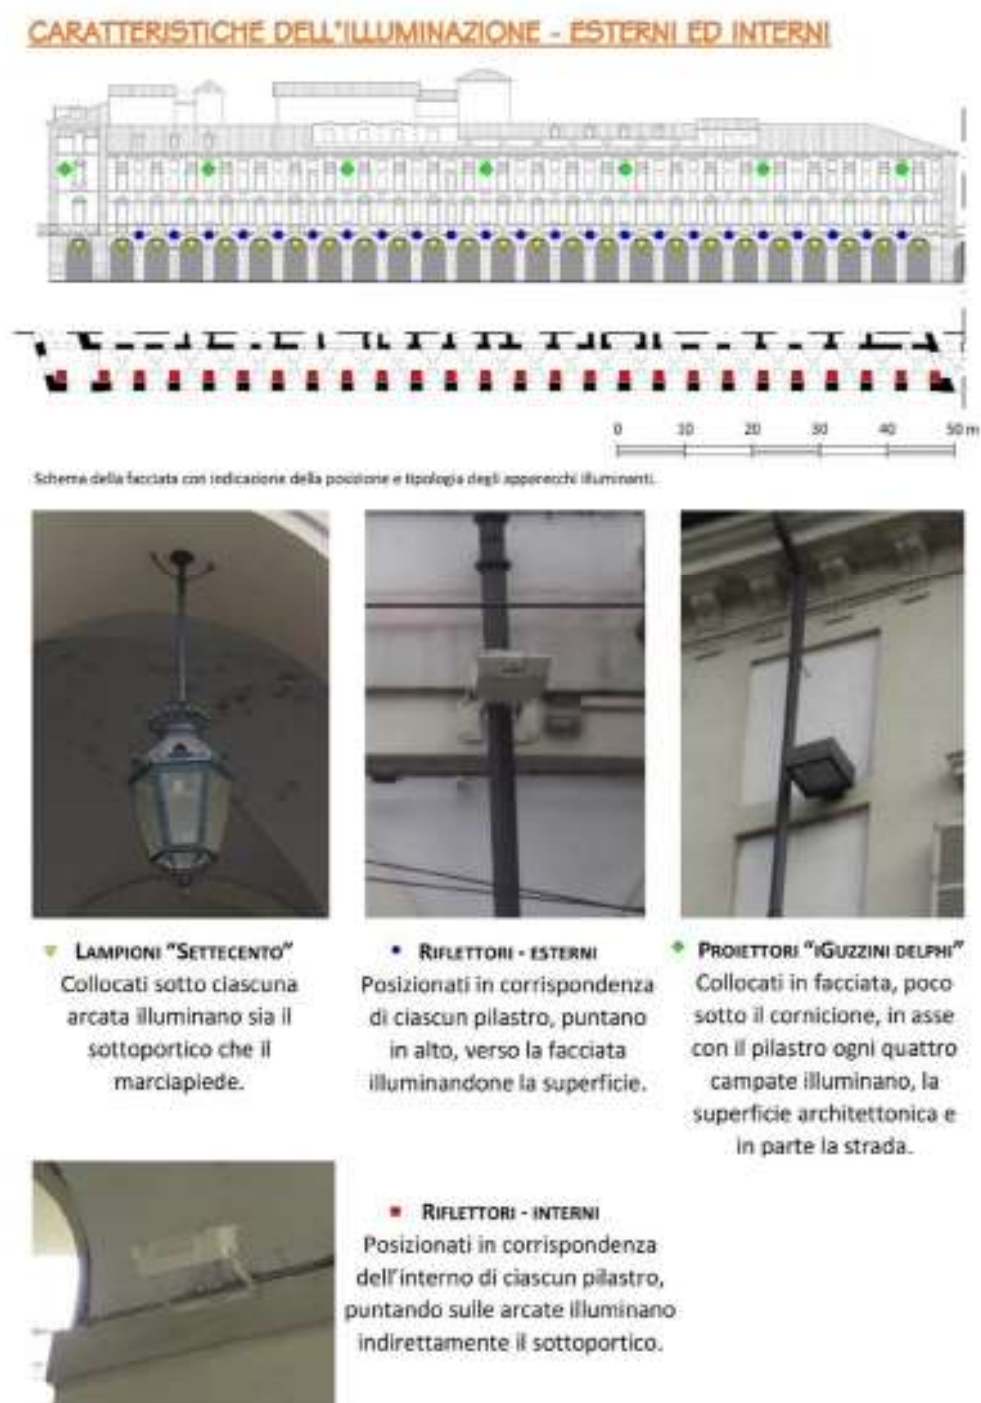 CARATTERISTICHE DELL'ILLUMINAZIONE - ESTERNI ED INTERNI
0 10 20 30 40 50 m
Schema della facciata con indicazione della posizione e tipologia degli apparecchi illuminanti.
LAMPIONI "SETTECENTO"
Collocati sotto ciascuna
arcata illuminano sia il
sottoportico che il
marciapiede.
RIFLETTORI - ESTERNI
Posizionati in corrispondenza
di ciascun pilastro, puntano
in alto, verso la facciata
illuminandone la superficie.
PROIETTORI "IGUZZINI DELPHI"
Collocati in facciata, poco
sotto il cornicione, in asse
con il pilastro ogni quattro
campate illuminano, la
superficie architettonica e
in parte la strada.
RIFLETTORI - INTERNI
Posizionati in corrispondenza
dell'interno di ciascun pilastro,
puntando sulle arcate illuminano
indirettamente il sottoportico.